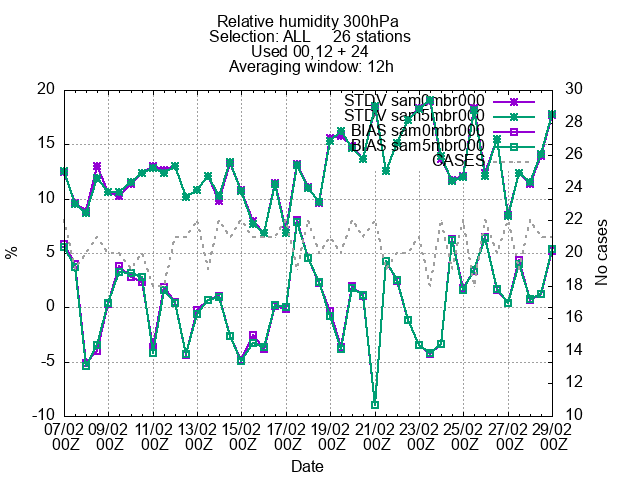 Relative humidity 300hPa
Selection: ALL 26 stations
Used 00,12 + 24
Averaging window: 12h
STDV sam0mbr000
STDV sam5mbr000
BIAS sam0mbr000
BIAS sam5mbr000
CASES
20
15
10
5
0
-5
-10
%
30
28
26
24
22
20
18
16
14
12
10
No cases
07/02 09/02 11/02 13/02 15/02 17/02 19/02 21/02 23/02 25/02 27/02 29/02
00Z 00Z 00Z 00Z 00Z 00Z 00Z 00Z 00Z 00Z 00Z 00Z
Date